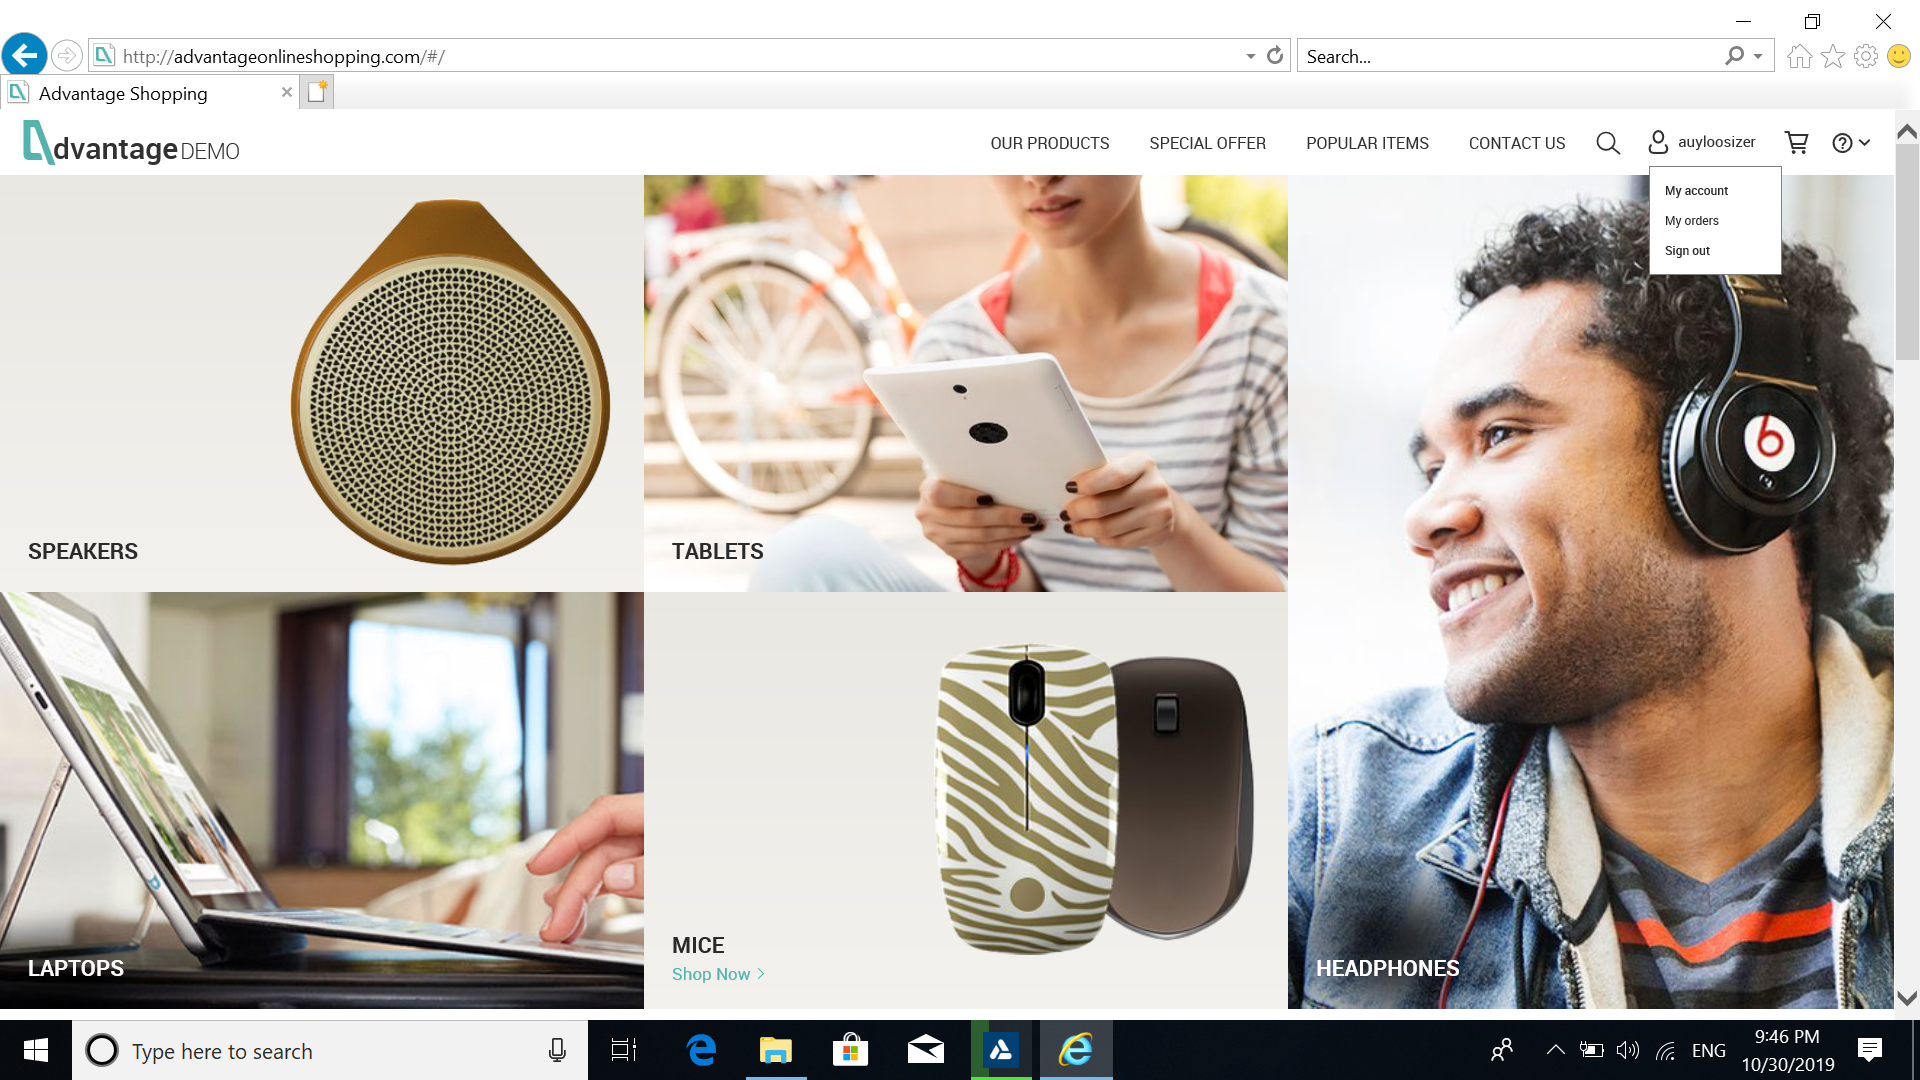 http://advantageonlineshopping.com/#/
Search...
Advantage Shopping
dvantage DEMO
OUR PRODUCTS
SPECIAL OFFER
POPULAR ITEMS
CONTACT US
auyloosizer
My account
My orders
Sign out
SPEAKERS
TABLETS
LAPTOPS
MICE
Shop Now
HEADPHONES
Type here to search
ENG
9:46 PM
10/30/2019